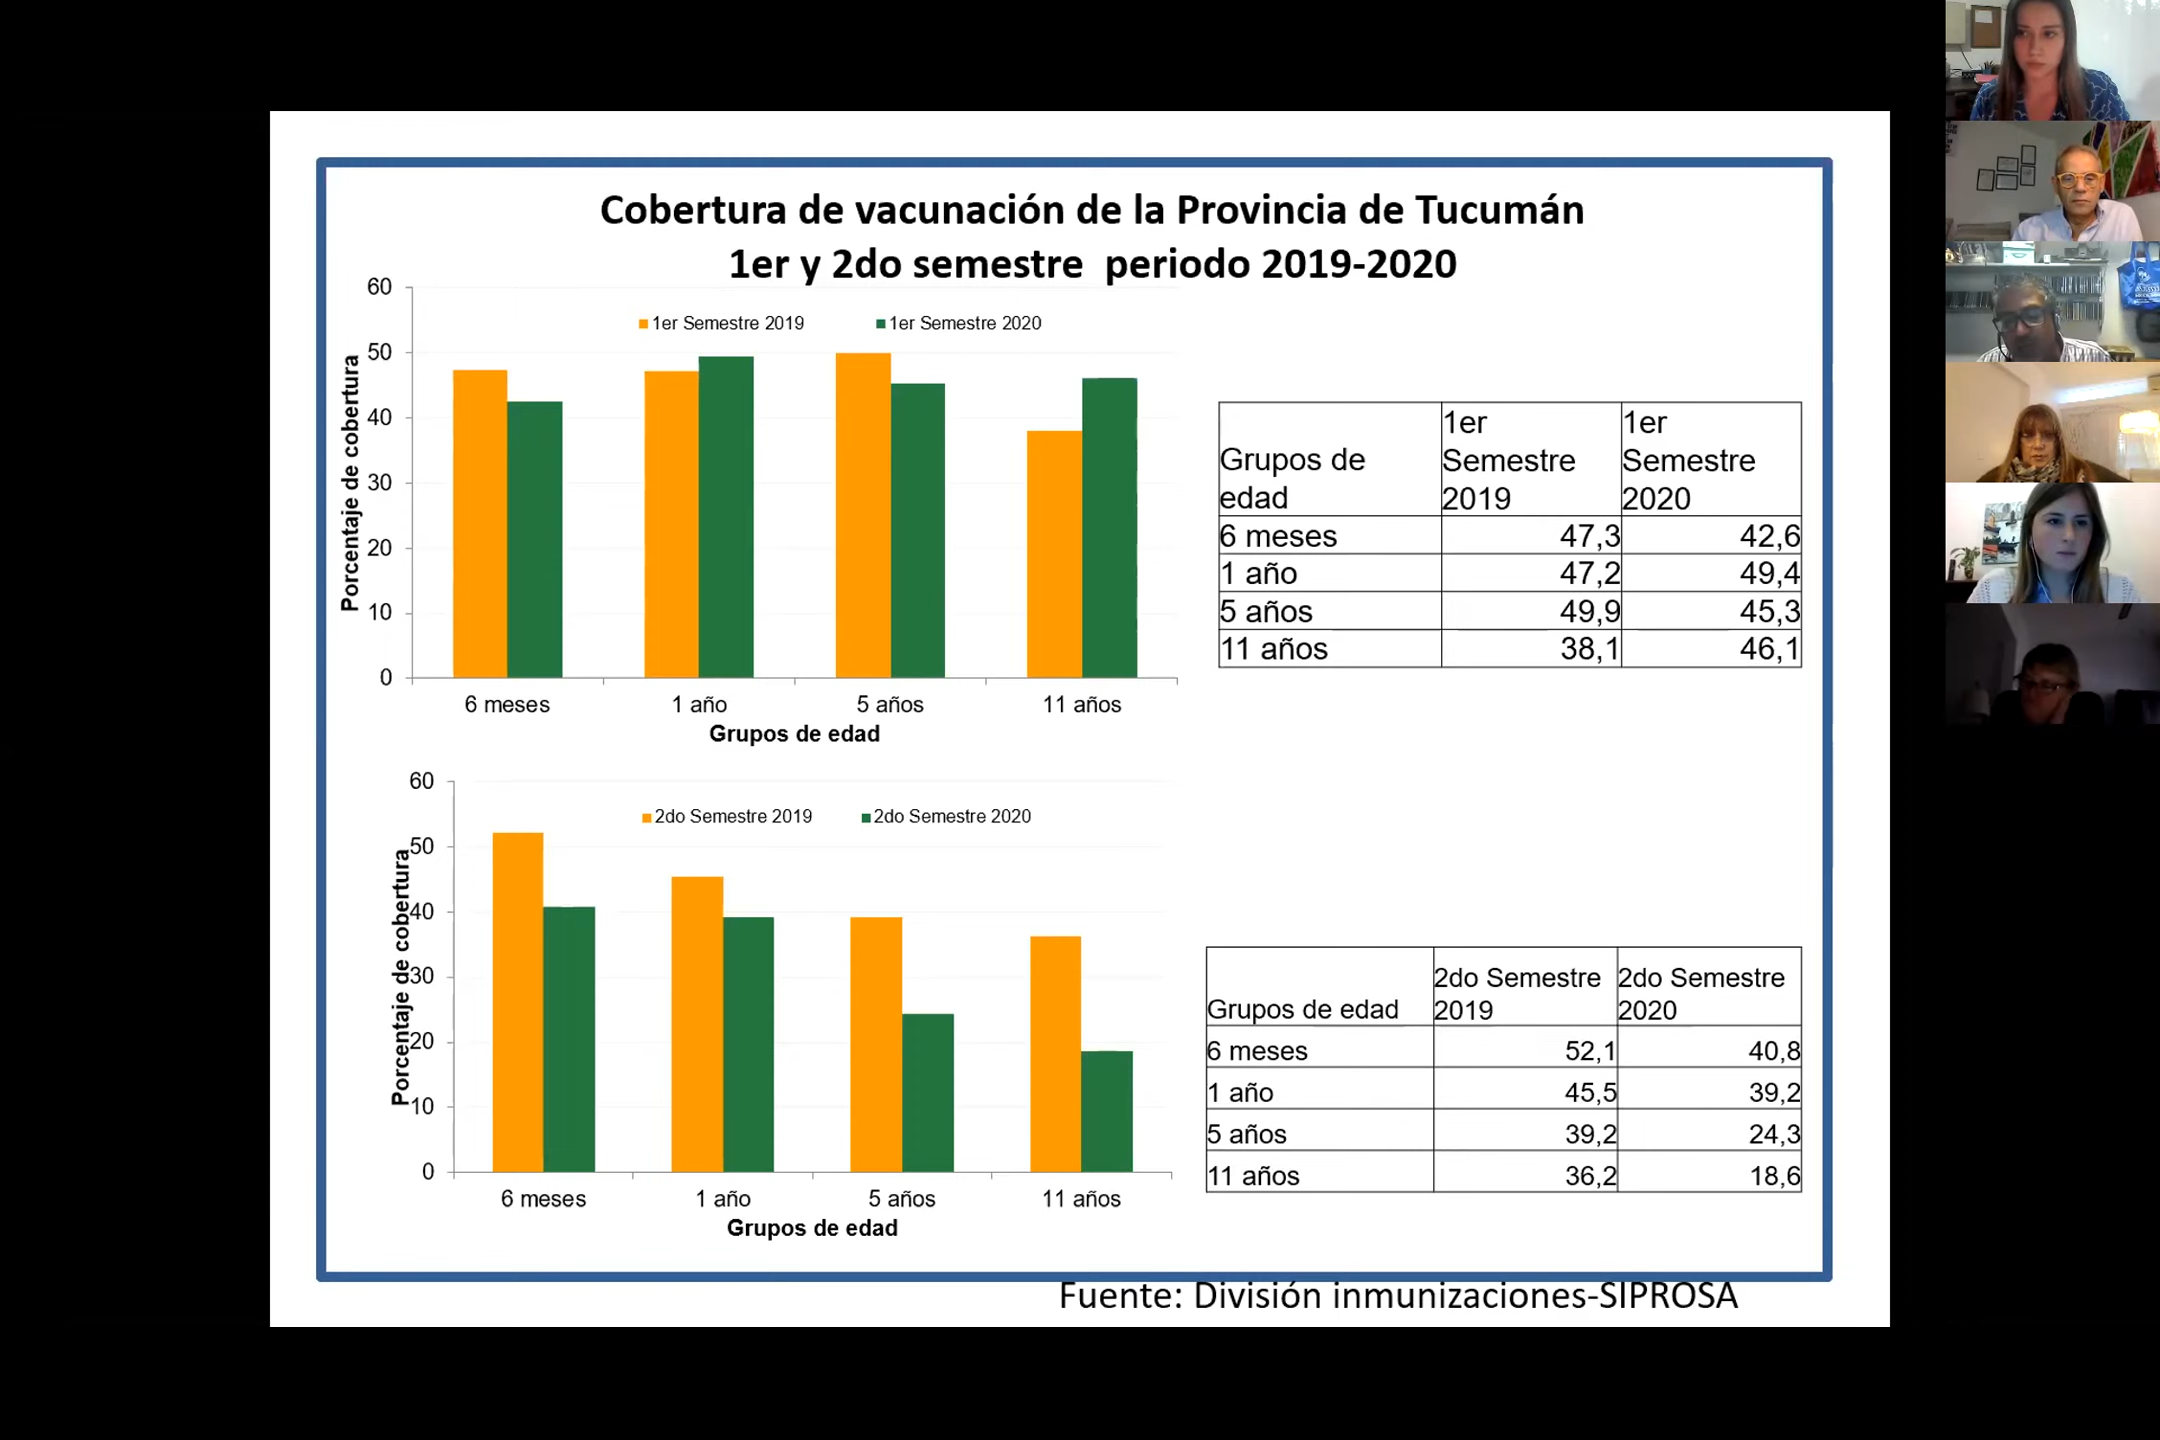 Cobertura de vacunación de la Provincia de Tucumán
1er y 2do semestre periodo 2019-2020
60
50
40
30
20
10
0
Porcentaje de cobertura
1er Semestre 2019
1er Semestre 2020
6 meses
1 año
5 años
11 años
Grupos de edad
Grupos de edad
1er Semestre 2019
1er Semestre 2020
6 meses 47,3 42,6
1 año 47,2 49,4
5 años 49,9 45,3
11 años 38,1 46,1
60
50
40
30
20
10
0
Porcentaje de cobertura
2do Semestre 2019
2do Semestre 2020
6 meses
1 año
5 años
11 años
Grupos de edad
Grupos de edad
2do Semestre 2019
2do Semestre 2020
6 meses 52,1 40,8
1 año 45,5 39,2
5 años 39,2 24,3
11 años 36,2 18,6
Fuente: División inmunizaciones-SIPROSA